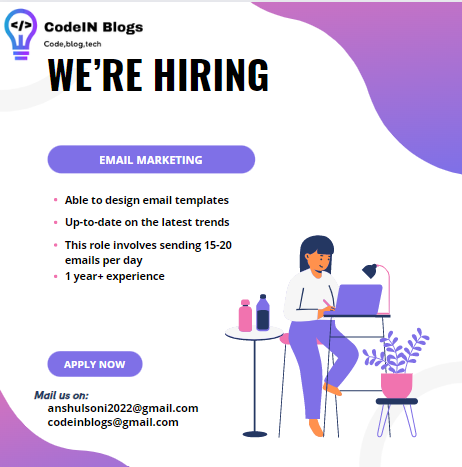 </>
CodeIN Blogs
Code,blog,tech
WE'RE HIRING
EMAIL MARKETING
Able to design email templates
Up-to-date on the latest trends
This role involves sending 15-20
emails per day
1 year+ experience
APPLY NOW
Mail us on:
anshulsoni2022@gmail.com
codeinblogs@gmail.com